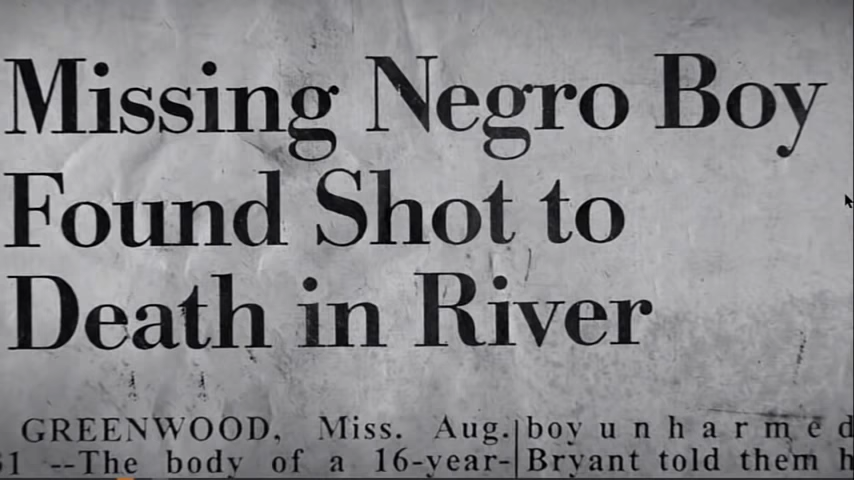 Missing Negro Boy
Found Shot to
Death in River
GREENWOOD, Miss. Aug.
31 --The body of a 16-year-
boy unharmed
Bryant told them h